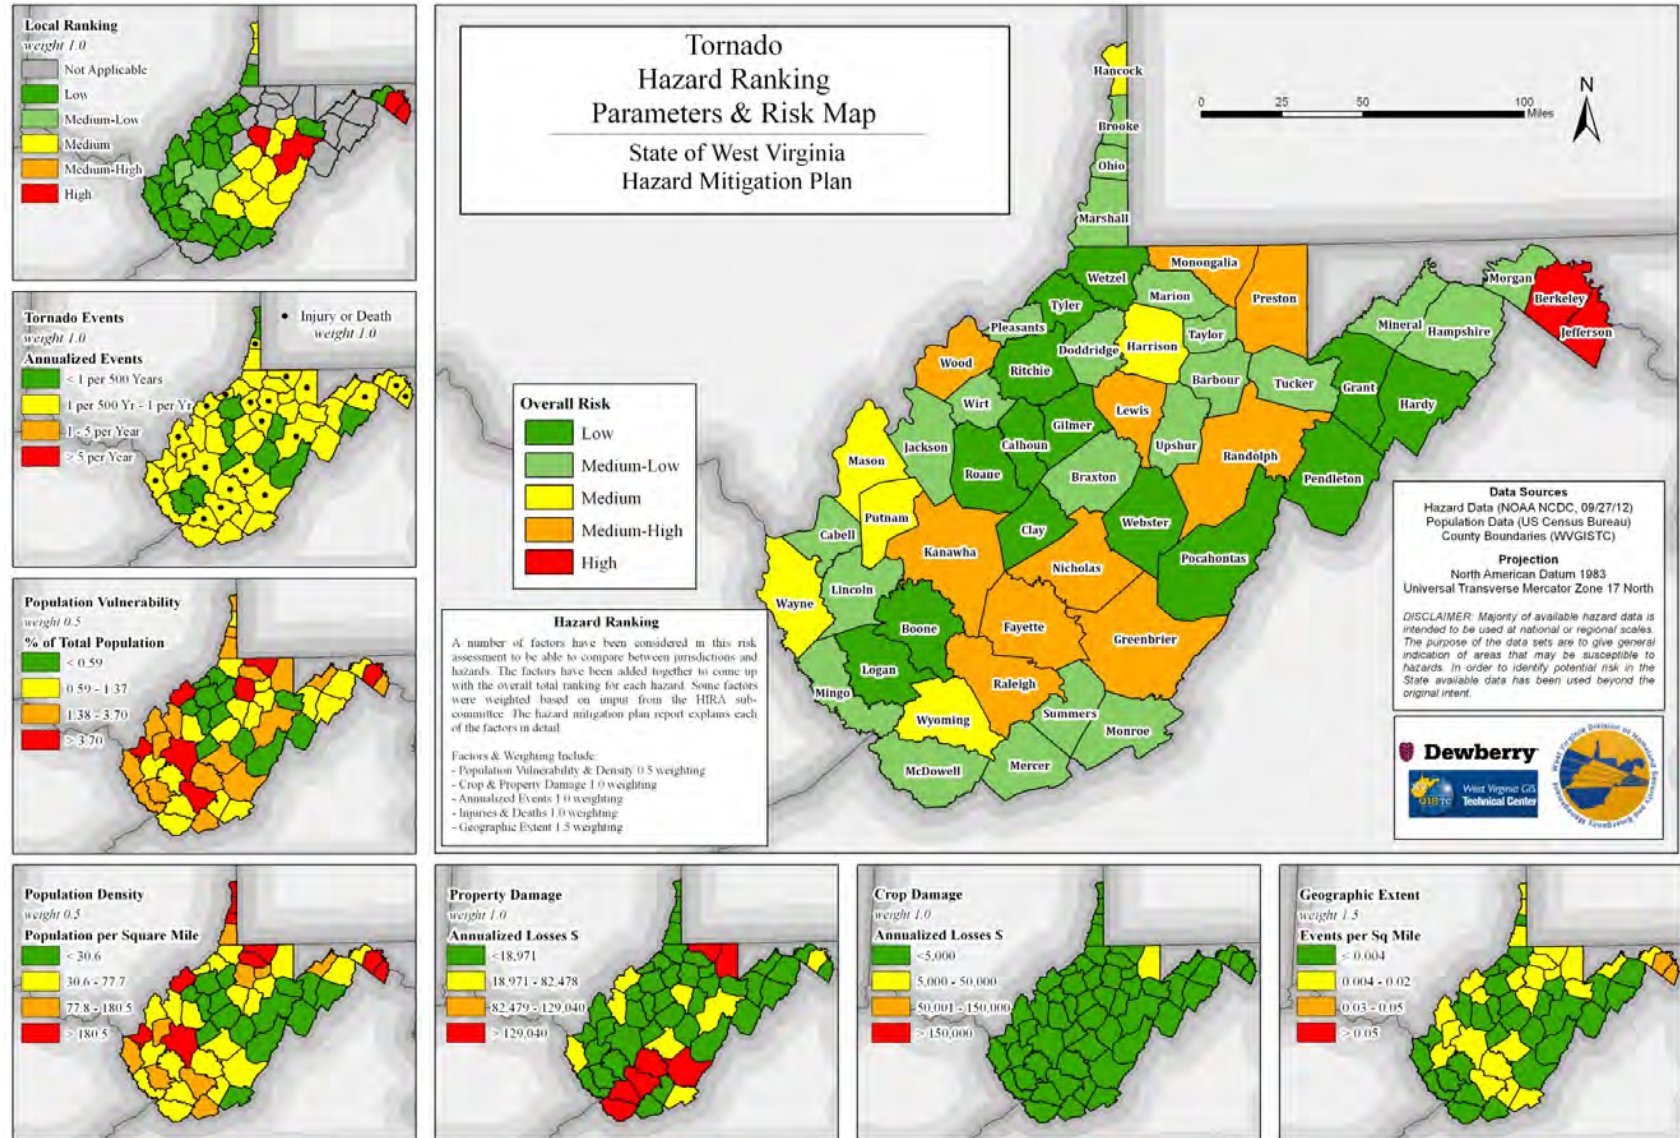 Local Ranking
weight 1.0
Not Applicable
Low
Medium-Low
Medium
Medium-High
High
Tornado Events
weight 1.0
Annualized Events
< 1 per 500 Years
1 per 500 Yr - 1 per Yr
1 - 5 per Year
> 5 per Year
Injury or Death
weight 1.0
Population Vulnerability
weight 0.5
% of Total Population
< 0.59
0.59 - 1.37
1.38 - 3.70
> 3.70
Population Density
weight 0.5
Population per Square Mile
< 30.6
30.6 - 77.7
77.8 - 180.5
> 180.5
Tornado
Hazard Ranking
Parameters & Risk Map
State of West Virginia
Hazard Mitigation Plan
0 25 50 100
Miles
N
Hancock
Brooke
Ohio
Marshall
Wetzel
Monongalia
Preston
Marion
Tyler
Pleasants
Doddridge
Harrison
Taylor
Morgan
Berkeley
Jefferson
Mineral
Hampshire
Wood
Ritchie
Barbour
Tucker
Grant
Hardy
Wirt
Lewis
Gilmer
Calhoun
Upshur
Randolph
Jackson
Mason
Roane
Braxton
Pendleton
Putnam
Clay
Webster
Cabell
Kanawha
Nicholas
Pocahontas
Wayne
Lincoln
Boone
Fayette
Greenbrier
Logan
Raleigh
Mingo
Wyoming
Summers
Monroe
McDowell
Mercer
Overall Risk
Low
Medium-Low
Medium
Medium-High
High
Hazard Ranking
A number of factors have been considered in this risk
assessment to be able to compare between jurisdictions and
hazards. The factors have been added together to come up
with the overall total ranking for each hazard. Some factors
were weighted based on imput from the HIRA sub-
committee. The hazard mitigation plan report explains each
of the factors in detail.
Factors & Weighting Include:
- Population Vulnerability & Density 0.5 weighting
- Crop & Property Damage 1.0 weighting
- Annualized Events 1.0 weighting
- Injuries & Deaths 1.0 weighting
- Geographic Extent 1.5 weighting
Data Sources
Hazard Data (NOAA NCDC, 09/27/12)
Population Data (US Census Bureau)
County Boundaries (WVGISTC)
Projection
North American Datum 1983
Universal Transverse Mercator Zone 17 North
DISCLAIMER: Majority of available hazard data is
intended to be used at national or regional scales.
The purpose of the data sets are to give general
indication of areas that may be susceptible to
hazards. In order to identify potential risk in the
State available data has been used beyond the
original intent.
Dewberry
West Virginia GIS
Technical Center
West Virginia Division of Homeland Security and Emergency Management
Property Damage
weight 1.0
Annualized Losses $
<18,971
18,971 - 82,478
82,479 - 129,040
> 129,040
Crop Damage
weight 1.0
Annualized Losses $
<5,000
5,000 - 50,000
50,001 - 150,000
> 150,000
Geographic Extent
weight 1.5
Events per Sq Mile
< 0.004
0.004 - 0.02
0.03 - 0.05
> 0.05